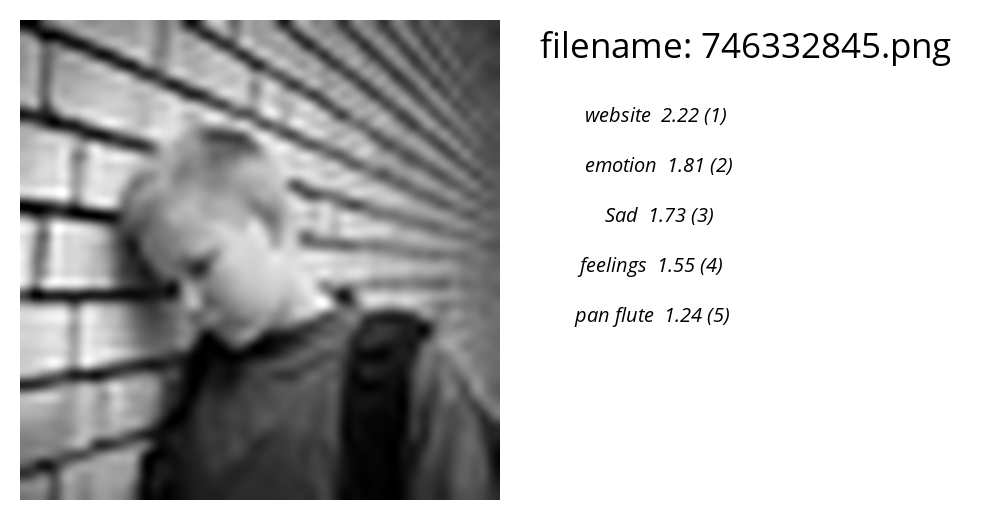 filename: 746332845.png
website 2.22 (1)
emotion 1.81 (2)
Sad 1.73 (3)
feelings 1.55 (4)
pan flute 1.24 (5)